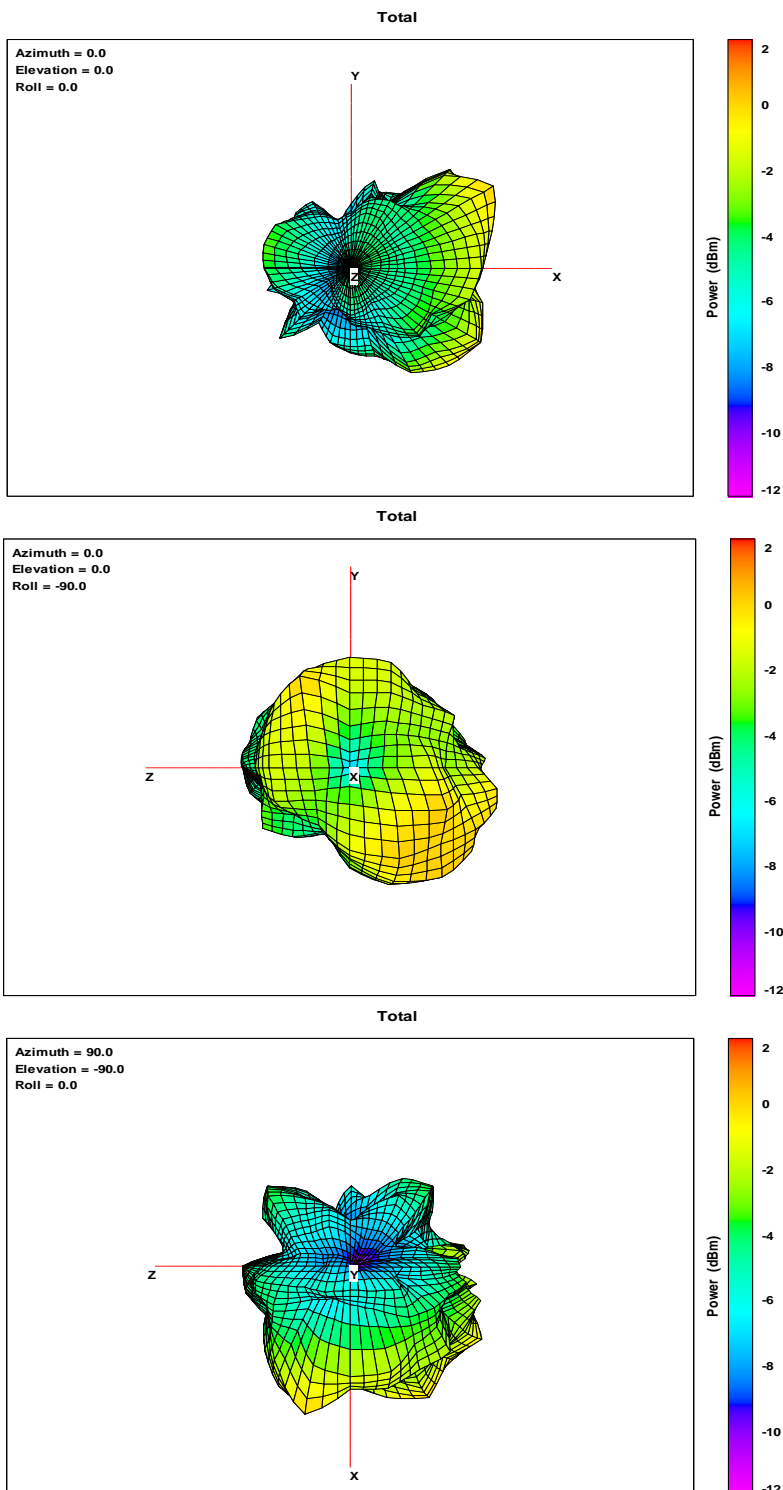 Total
Azimuth = 0.0
Elevation = 0.0
Roll = 0.0
Y
Z
X
2
0
-2
-4
-6
-8
-10
-12
Power (dBm)
Total
Azimuth = 0.0
Elevation = 0.0
Roll = -90.0
Y
Z
X
2
0
-2
-4
-6
-8
-10
-12
Power (dBm)
Total
Azimuth = 90.0
Elevation = -90.0
Roll = 0.0
Z
Y
X
2
0
-2
-4
-6
-8
-10
-12
Power (dBm)